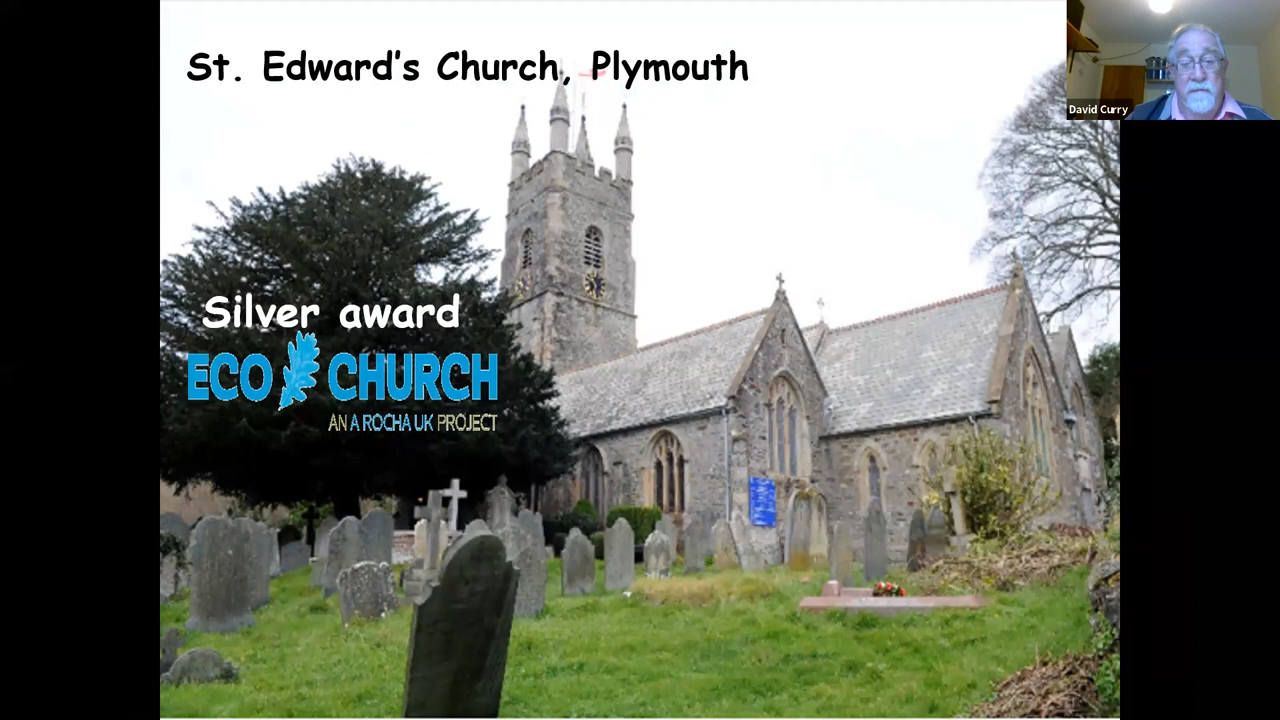 St. Edward's Church, Plymouth
David Curry
Silver award
ECO CHURCH
AN A ROCHA UK PROJECT